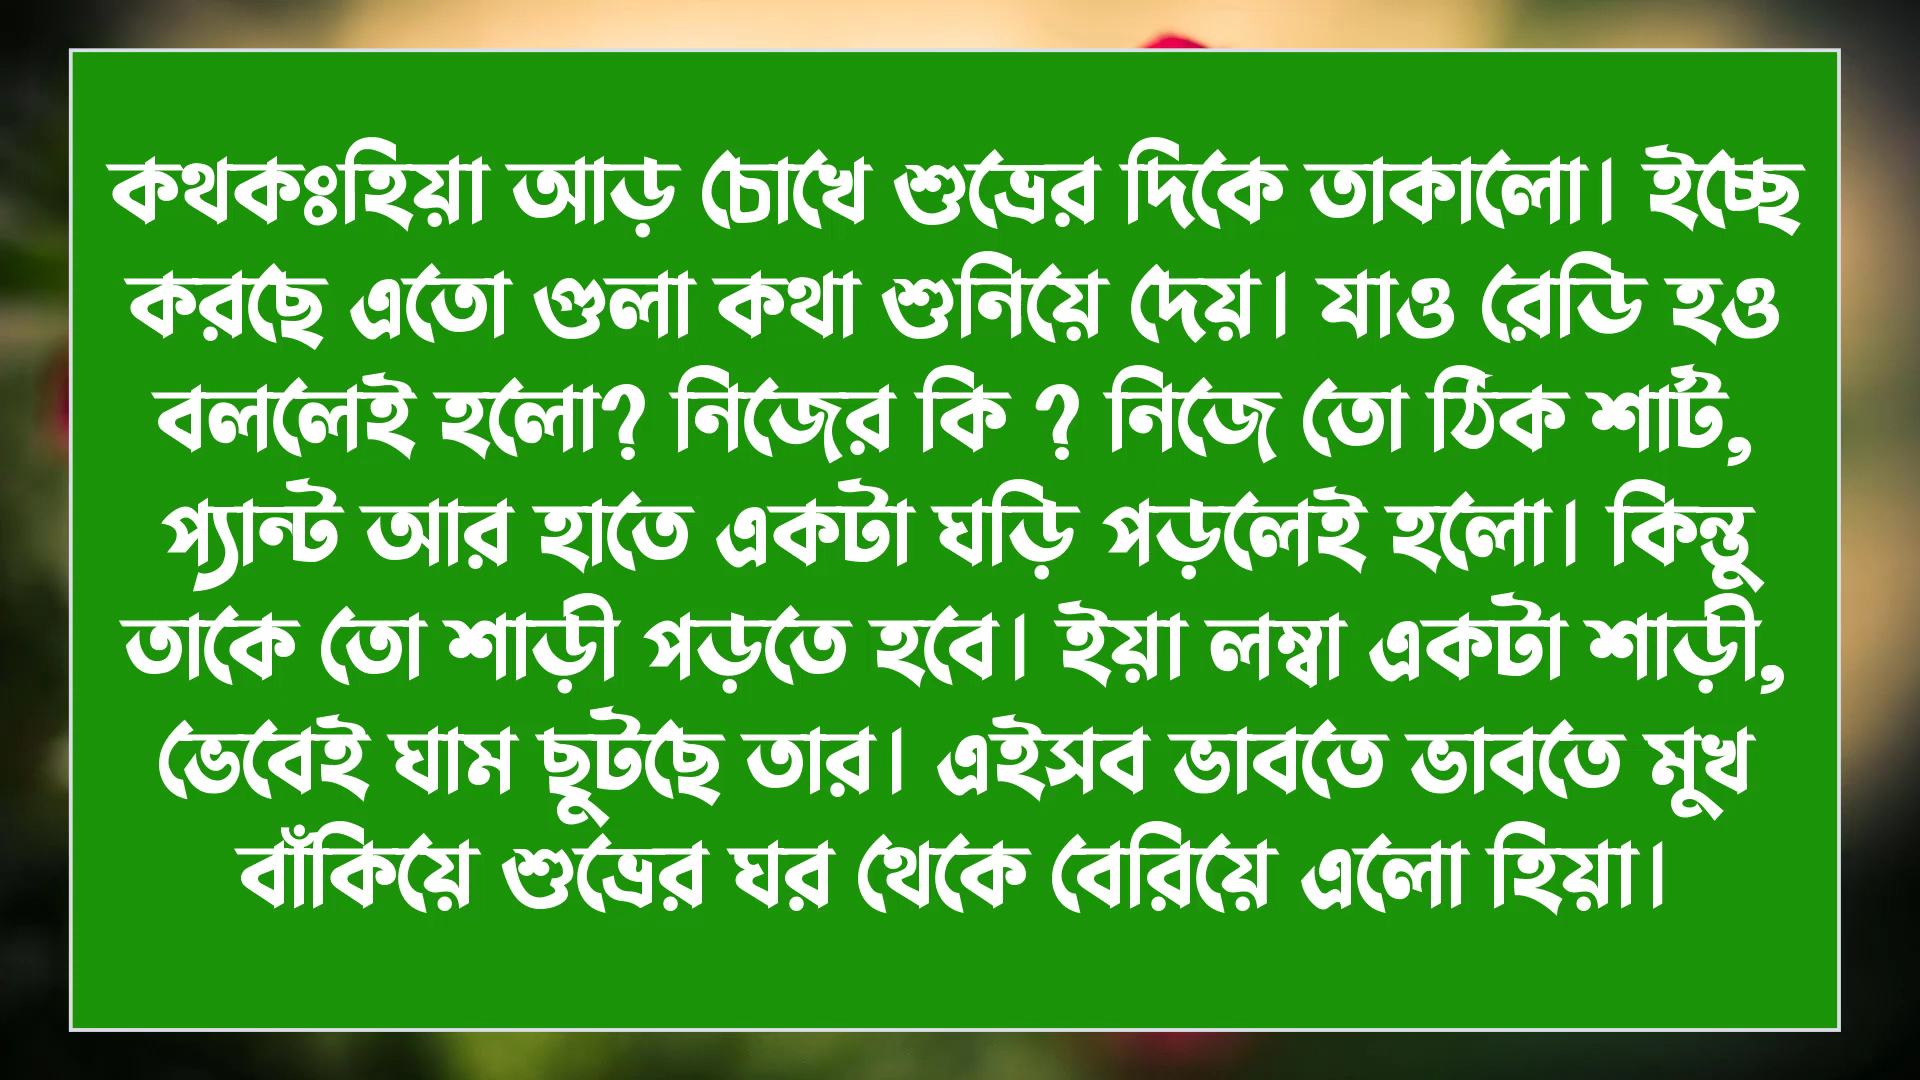 কথকঃহিয়া আড় চোখে শুভ্রের দিকে তাকালো। ইচ্ছে
করছে এতো গুলা কথা শুনিয়ে দেয়। যাও রেডি হও
বললেই হলো? নিজের কি ? নিজে তো ঠিক শার্ট,
প্যান্ট আর হাতে একটা ঘড়ি পড়লেই হলো। কিন্তু
তাকে তো শাড়ী পড়তে হবে। ইয়া লম্বা একটা শাড়ী,
ভেবেই ঘাম ছুটছে তার। এইসব ভাবতে ভাবতে মুখ
বাঁকিয়ে শুভ্রের ঘর থেকে বেরিয়ে এলো হিয়া।